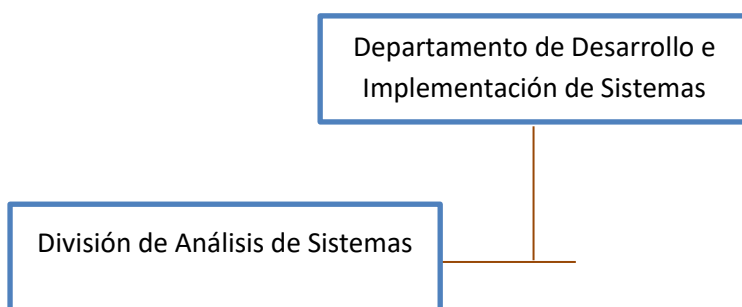 Departamento de Desarrollo e
Implementación de Sistemas
División de Análisis de Sistemas